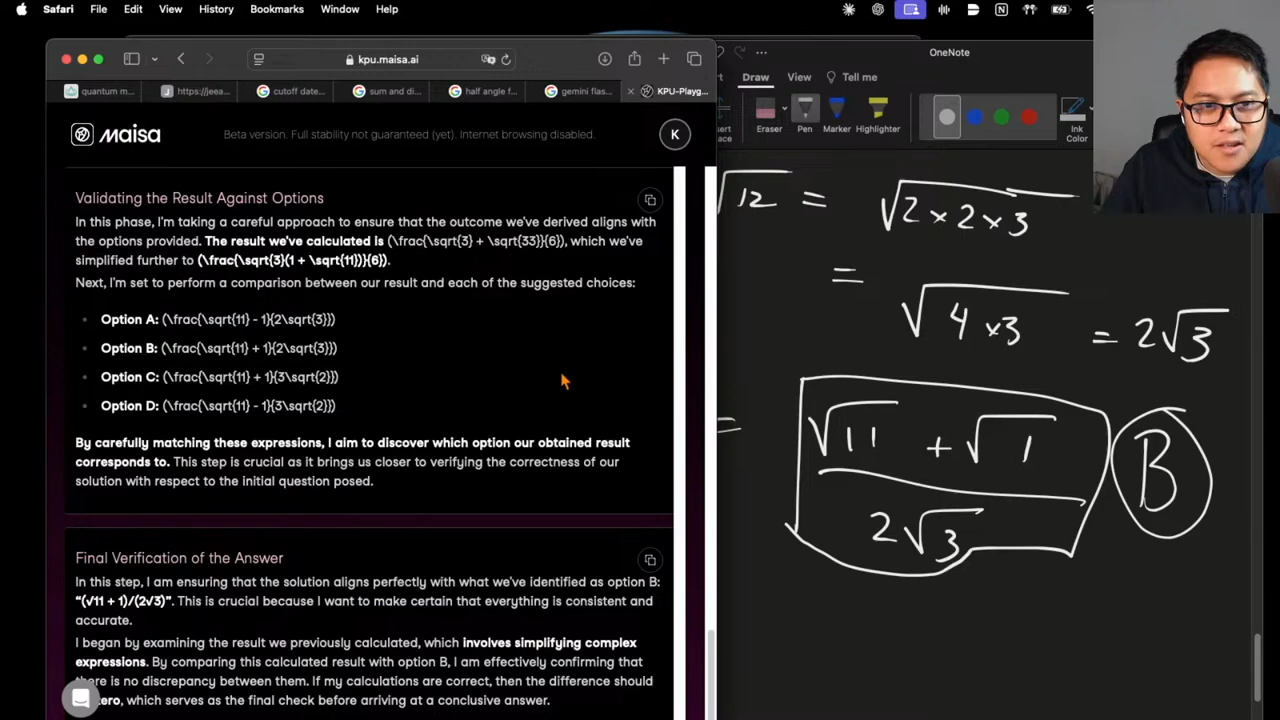 Safari File Edit View History Bookmarks Window Help
kpu.maisa.ai
quantum m...
https://jeea...
cutoff date...
sum and di...
half angle f...
gemini flas...
KPU-Playg...
OneNote
Draw View Tell me
Eraser
Pen
Marker
Highlighter
Ink
Color
maisa
Beta version. Full stability not guaranteed (yet). Internet browsing disabled.
K
Validating the Result Against Options
In this phase, I'm taking a careful approach to ensure that the outcome we've derived aligns with
the options provided. The result we've calculated is (\frac{\sqrt{3} + \sqrt{33}}{6}), which we've
simplified further to (\frac{\sqrt{3}(1 + \sqrt{11})}{6}).
Next, I'm set to perform a comparison between our result and each of the suggested choices:
Option A: (\frac{\sqrt{11} - 1}{2\sqrt{3}})
Option B: (\frac{\sqrt{11} + 1}{2\sqrt{3}})
Option C: (\frac{\sqrt{11} + 1}{3\sqrt{2}})
Option D: (\frac{\sqrt{11} - 1}{3\sqrt{2}})
By carefully matching these expressions, I aim to discover which option our obtained result
corresponds to. This step is crucial as it brings us closer to verifying the correctness of our
solution with respect to the initial question posed.
Final Verification of the Answer
In this step, I am ensuring that the solution aligns perfectly with what we've identified as option B:
“(√11 + 1)/(2√3)”. This is crucial because I want to make certain that everything is consistent and
accurate.
I began by examining the result we previously calculated, which involves simplifying complex
expressions. By comparing this calculated result with option B, I am effectively confirming that
there is no discrepancy between them. If my calculations are correct, then the difference should
zero, which serves as the final check before arriving at a conclusive answer.
√12 = √2×2×3
= √4×3 = 2√3
= √11 + √1
2√3
B